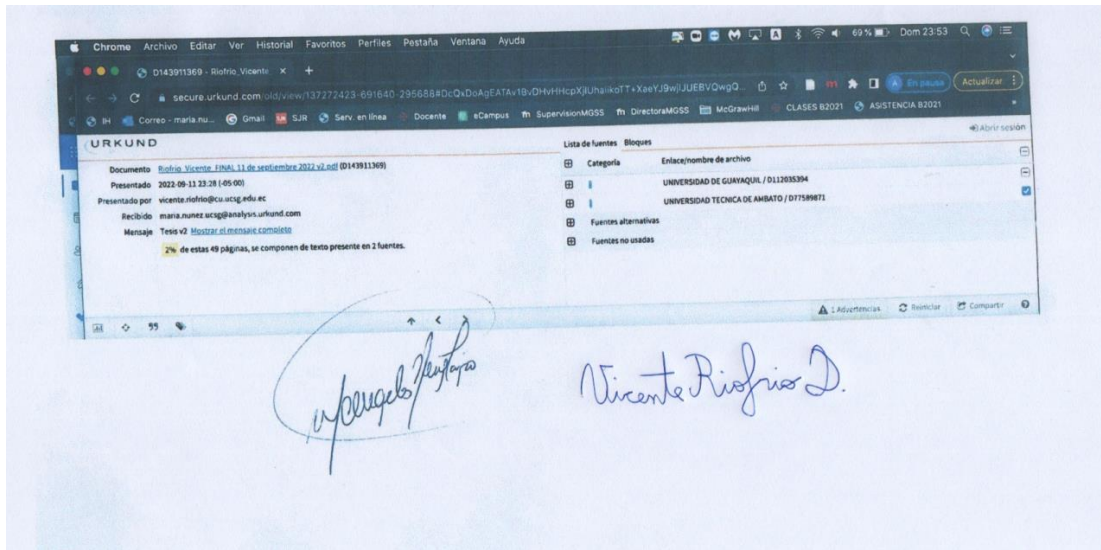 Chrome Archivo Editar Ver Historial Favoritos Perfiles Pestaña Ventana Ayuda 69% Dom 23:53
D143911369 - Riofrio_Vicente × +
Actualizar
En pausa
Correo - maria.nu... Gmail SJR Serv. en línea Docente eCampus SupervisionMGSS DirectoraMGSS McGrawHill CLASES B2021 ASISTENCIA B2021
URKUND
Abrir sesión
Documento Riofrio_Vicente_FINAL 11 de septiembre 2022 v2.pdf (D143911369)
Presentado 2022-09-11 23:28 (-05:00)
Presentado por vicente.riofrio@cu.ucsg.edu.ec
Recibido maria.nunez.ucsg@analysis.urkund.com
Mensaje Tesis v2 Mostrar el mensaje completo
2% de estas 49 páginas, se componen de texto presente en 2 fuentes.
Lista de fuentes Bloques
Categoría Enlace/nombre de archivo
UNIVERSIDAD DE GUAYAQUIL / D112035394
UNIVERSIDAD TECNICA DE AMBATO / D77589871
Fuentes alternativas
Fuentes no usadas
1 Advertencias Reiniciar Compartir
Vicente Riofrio D.